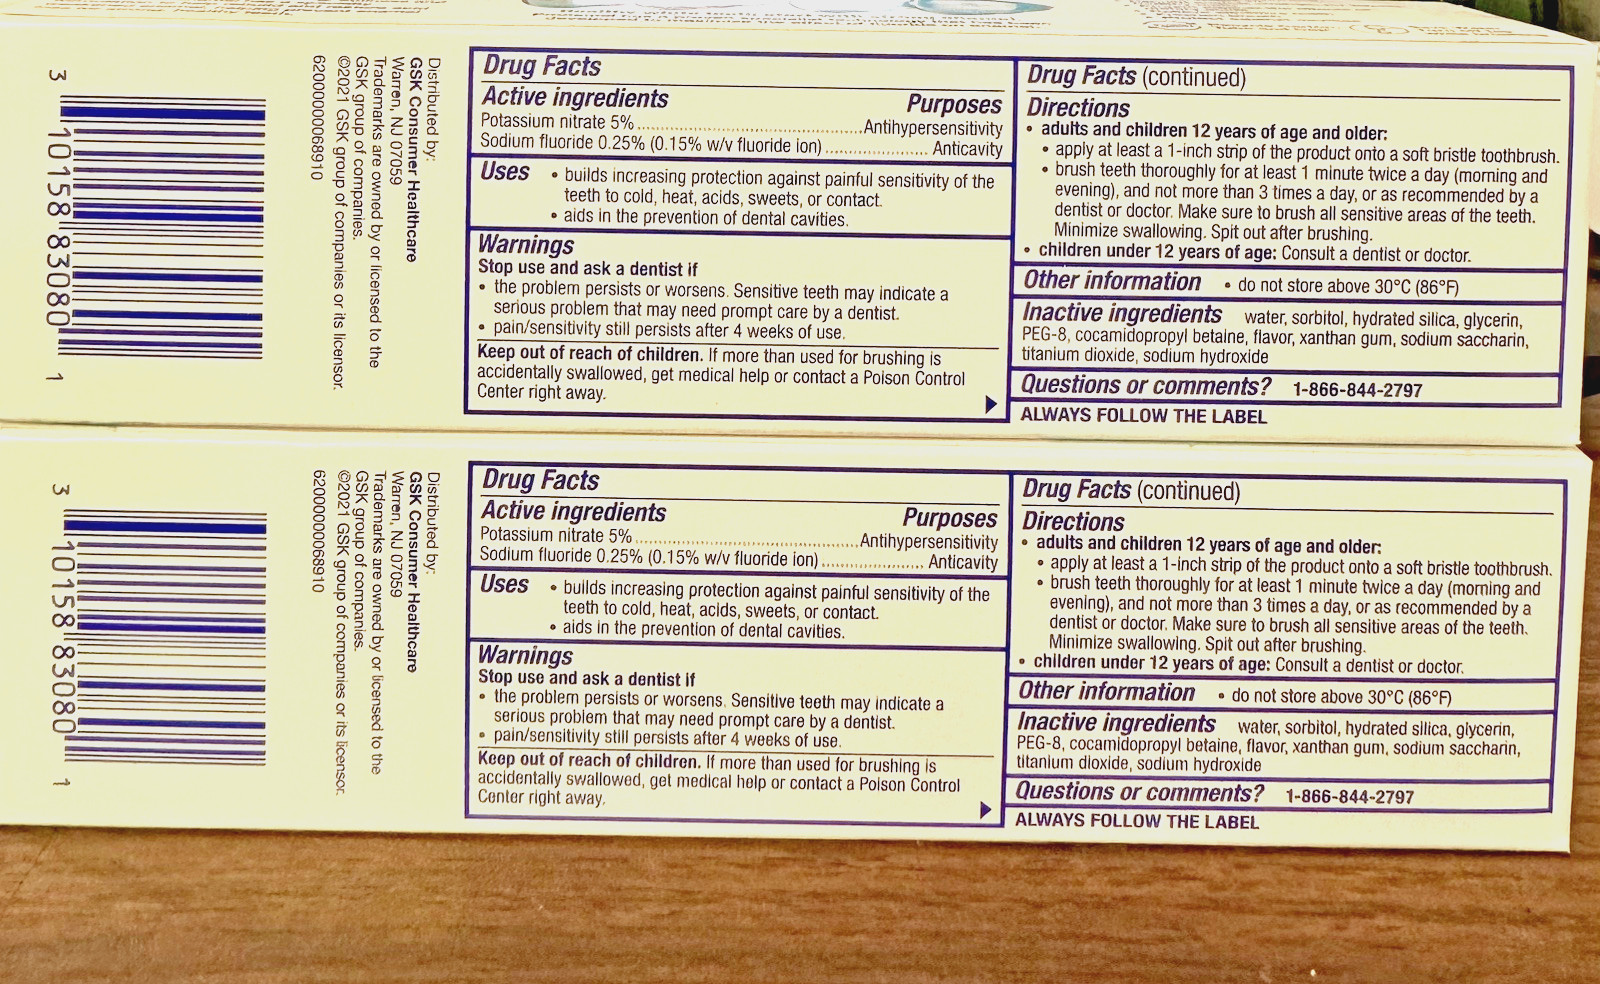 3 10158 83080 1
Distributed by:
GSK Consumer Healthcare
Warren, NJ 07059
Trademarks are owned by or licensed to the
GSK group of companies.
©2021 GSK group of companies or its licensor.
62000000068910
Drug Facts
Active ingredients Purposes
Potassium nitrate 5%..............................Antihypersensitivity
Sodium fluoride 0.25% (0.15% w/v fluoride ion)..................Anticavity
Uses • builds increasing protection against painful sensitivity of the
teeth to cold, heat, acids, sweets, or contact.
• aids in the prevention of dental cavities.
Warnings
Stop use and ask a dentist if
• the problem persists or worsens. Sensitive teeth may indicate a
serious problem that may need prompt care by a dentist.
• pain/sensitivity still persists after 4 weeks of use.
Keep out of reach of children. If more than used for brushing is
accidentally swallowed, get medical help or contact a Poison Control
Center right away.
Drug Facts (continued)
Directions
• adults and children 12 years of age and older:
• apply at least a 1-inch strip of the product onto a soft bristle toothbrush.
• brush teeth thoroughly for at least 1 minute twice a day (morning and
evening), and not more than 3 times a day, or as recommended by a
dentist or doctor. Make sure to brush all sensitive areas of the teeth.
Minimize swallowing. Spit out after brushing.
• children under 12 years of age: Consult a dentist or doctor.
Other information • do not store above 30°C (86°F)
Inactive ingredients water, sorbitol, hydrated silica, glycerin,
PEG-8, cocamidopropyl betaine, flavor, xanthan gum, sodium saccharin,
titanium dioxide, sodium hydroxide
Questions or comments? 1-866-844-2797
ALWAYS FOLLOW THE LABEL
3 10158 83080 1
Distributed by:
GSK Consumer Healthcare
Warren, NJ 07059
Trademarks are owned by or licensed to the
GSK group of companies.
©2021 GSK group of companies or its licensor.
62000000068910
Drug Facts
Active ingredients Purposes
Potassium nitrate 5%..............................Antihypersensitivity
Sodium fluoride 0.25% (0.15% w/v fluoride ion)..................Anticavity
Uses • builds increasing protection against painful sensitivity of the
teeth to cold, heat, acids, sweets, or contact.
• aids in the prevention of dental cavities.
Warnings
Stop use and ask a dentist if
• the problem persists or worsens. Sensitive teeth may indicate a
serious problem that may need prompt care by a dentist.
• pain/sensitivity still persists after 4 weeks of use.
Keep out of reach of children. If more than used for brushing is
accidentally swallowed, get medical help or contact a Poison Control
Center right away.
Drug Facts (continued)
Directions
• adults and children 12 years of age and older:
• apply at least a 1-inch strip of the product onto a soft bristle toothbrush.
• brush teeth thoroughly for at least 1 minute twice a day (morning and
evening), and not more than 3 times a day, or as recommended by a
dentist or doctor. Make sure to brush all sensitive areas of the teeth.
Minimize swallowing. Spit out after brushing.
• children under 12 years of age: Consult a dentist or doctor.
Other information • do not store above 30°C (86°F)
Inactive ingredients water, sorbitol, hydrated silica, glycerin,
PEG-8, cocamidopropyl betaine, flavor, xanthan gum, sodium saccharin,
titanium dioxide, sodium hydroxide
Questions or comments? 1-866-844-2797
ALWAYS FOLLOW THE LABEL